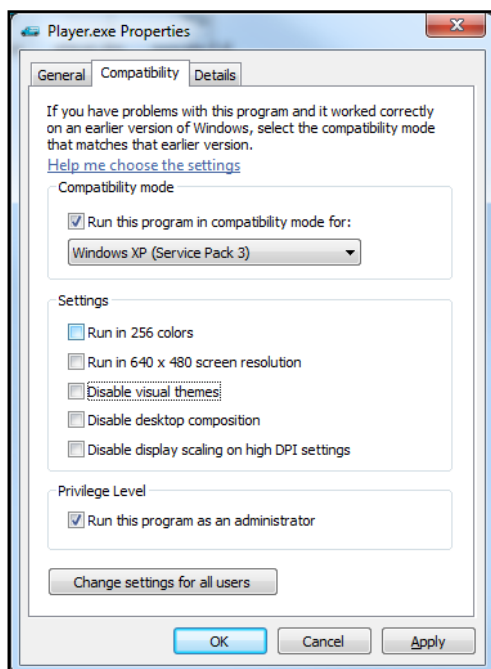 Player.exe Properties
General Compatibility Details
If you have problems with this program and it worked correctly
on an earlier version of Windows, select the compatibility mode
that matches that earlier version.
Help me choose the settings
Compatibility mode
Run this program in compatibility mode for:
Windows XP (Service Pack 3)
Settings
Run in 256 colors
Run in 640 x 480 screen resolution
Disable visual themes
Disable desktop composition
Disable display scaling on high DPI settings
Privilege Level
Run this program as an administrator
Change settings for all users
OK Cancel Apply